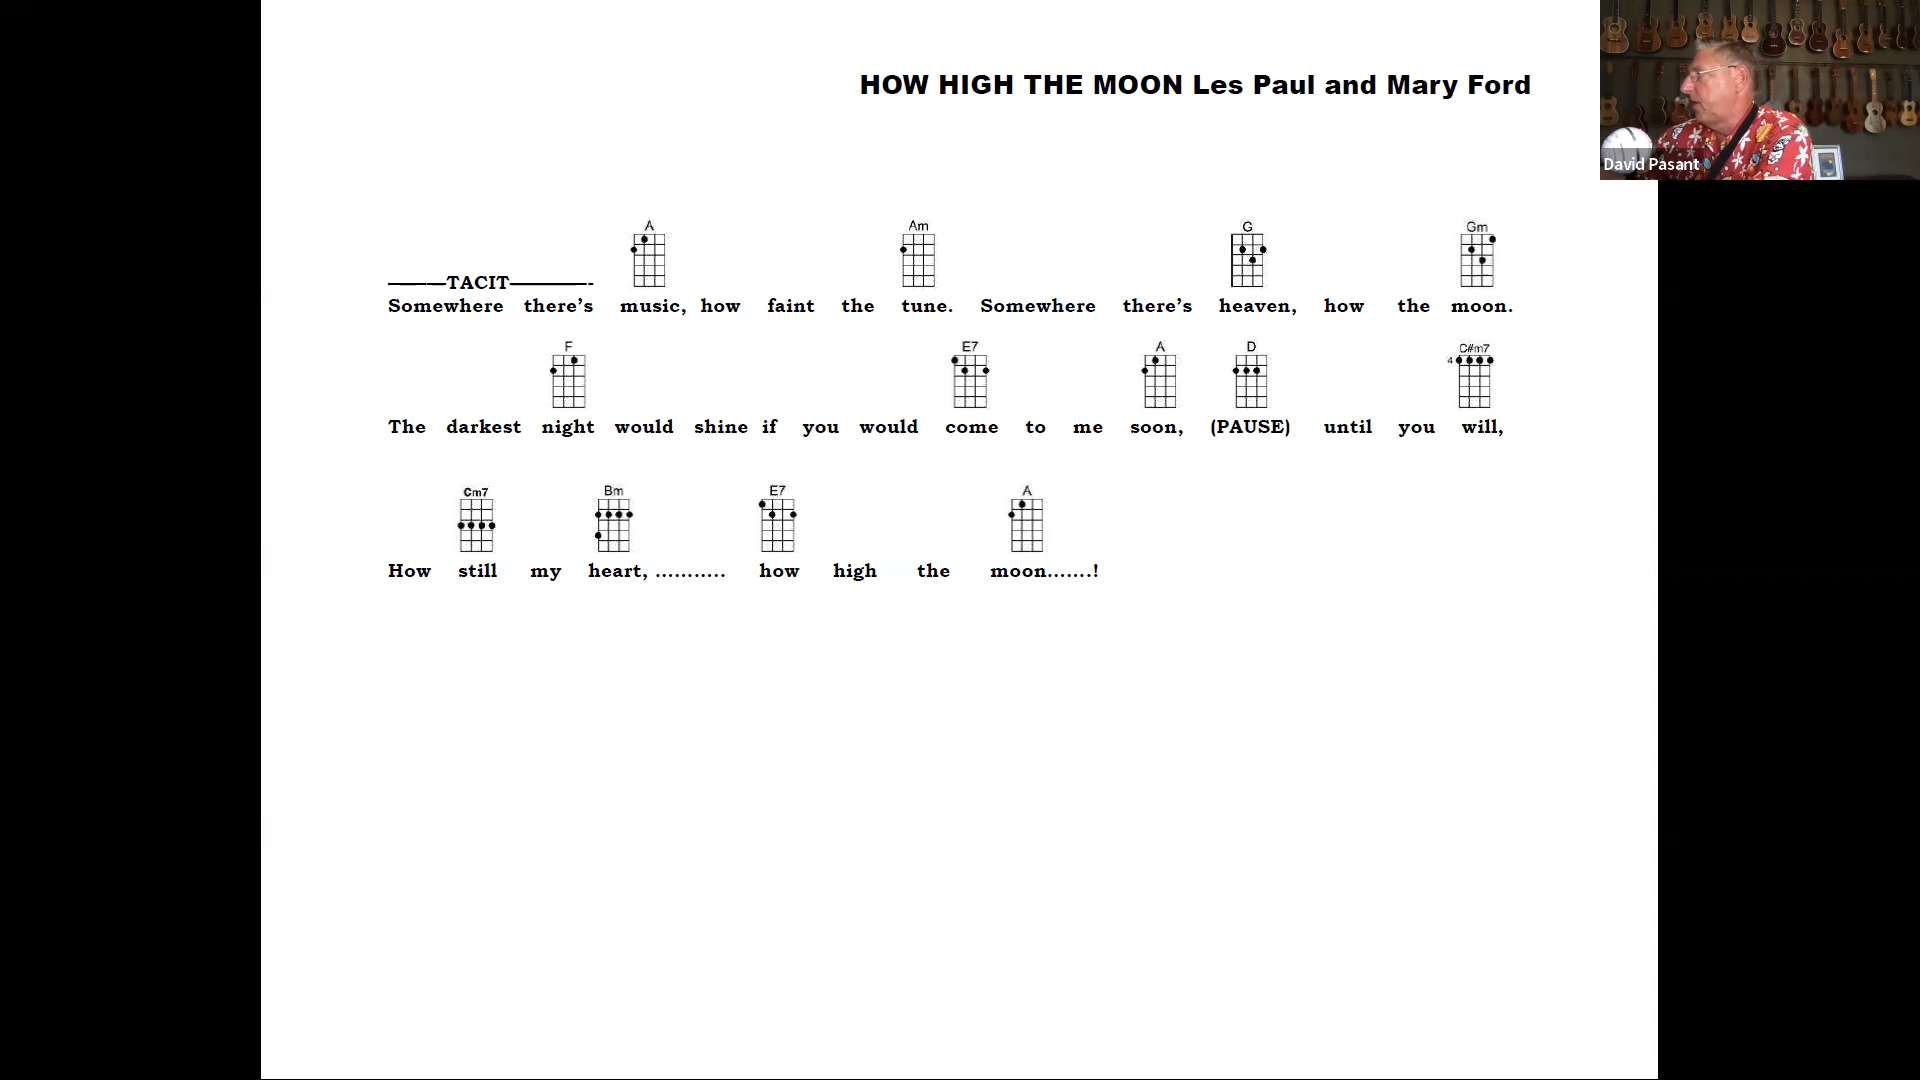 HOW HIGH THE MOON Les Paul and Mary Ford
David Pasant
A Am G Gm
———TACIT————-
Somewhere there's music, how faint the tune. Somewhere there's heaven, how the moon.
F E7 A D C#m7
4
The darkest night would shine if you would come to me soon, (PAUSE) until you will,
Cm7 Bm E7 A
How still my heart, ........... how high the moon.......!